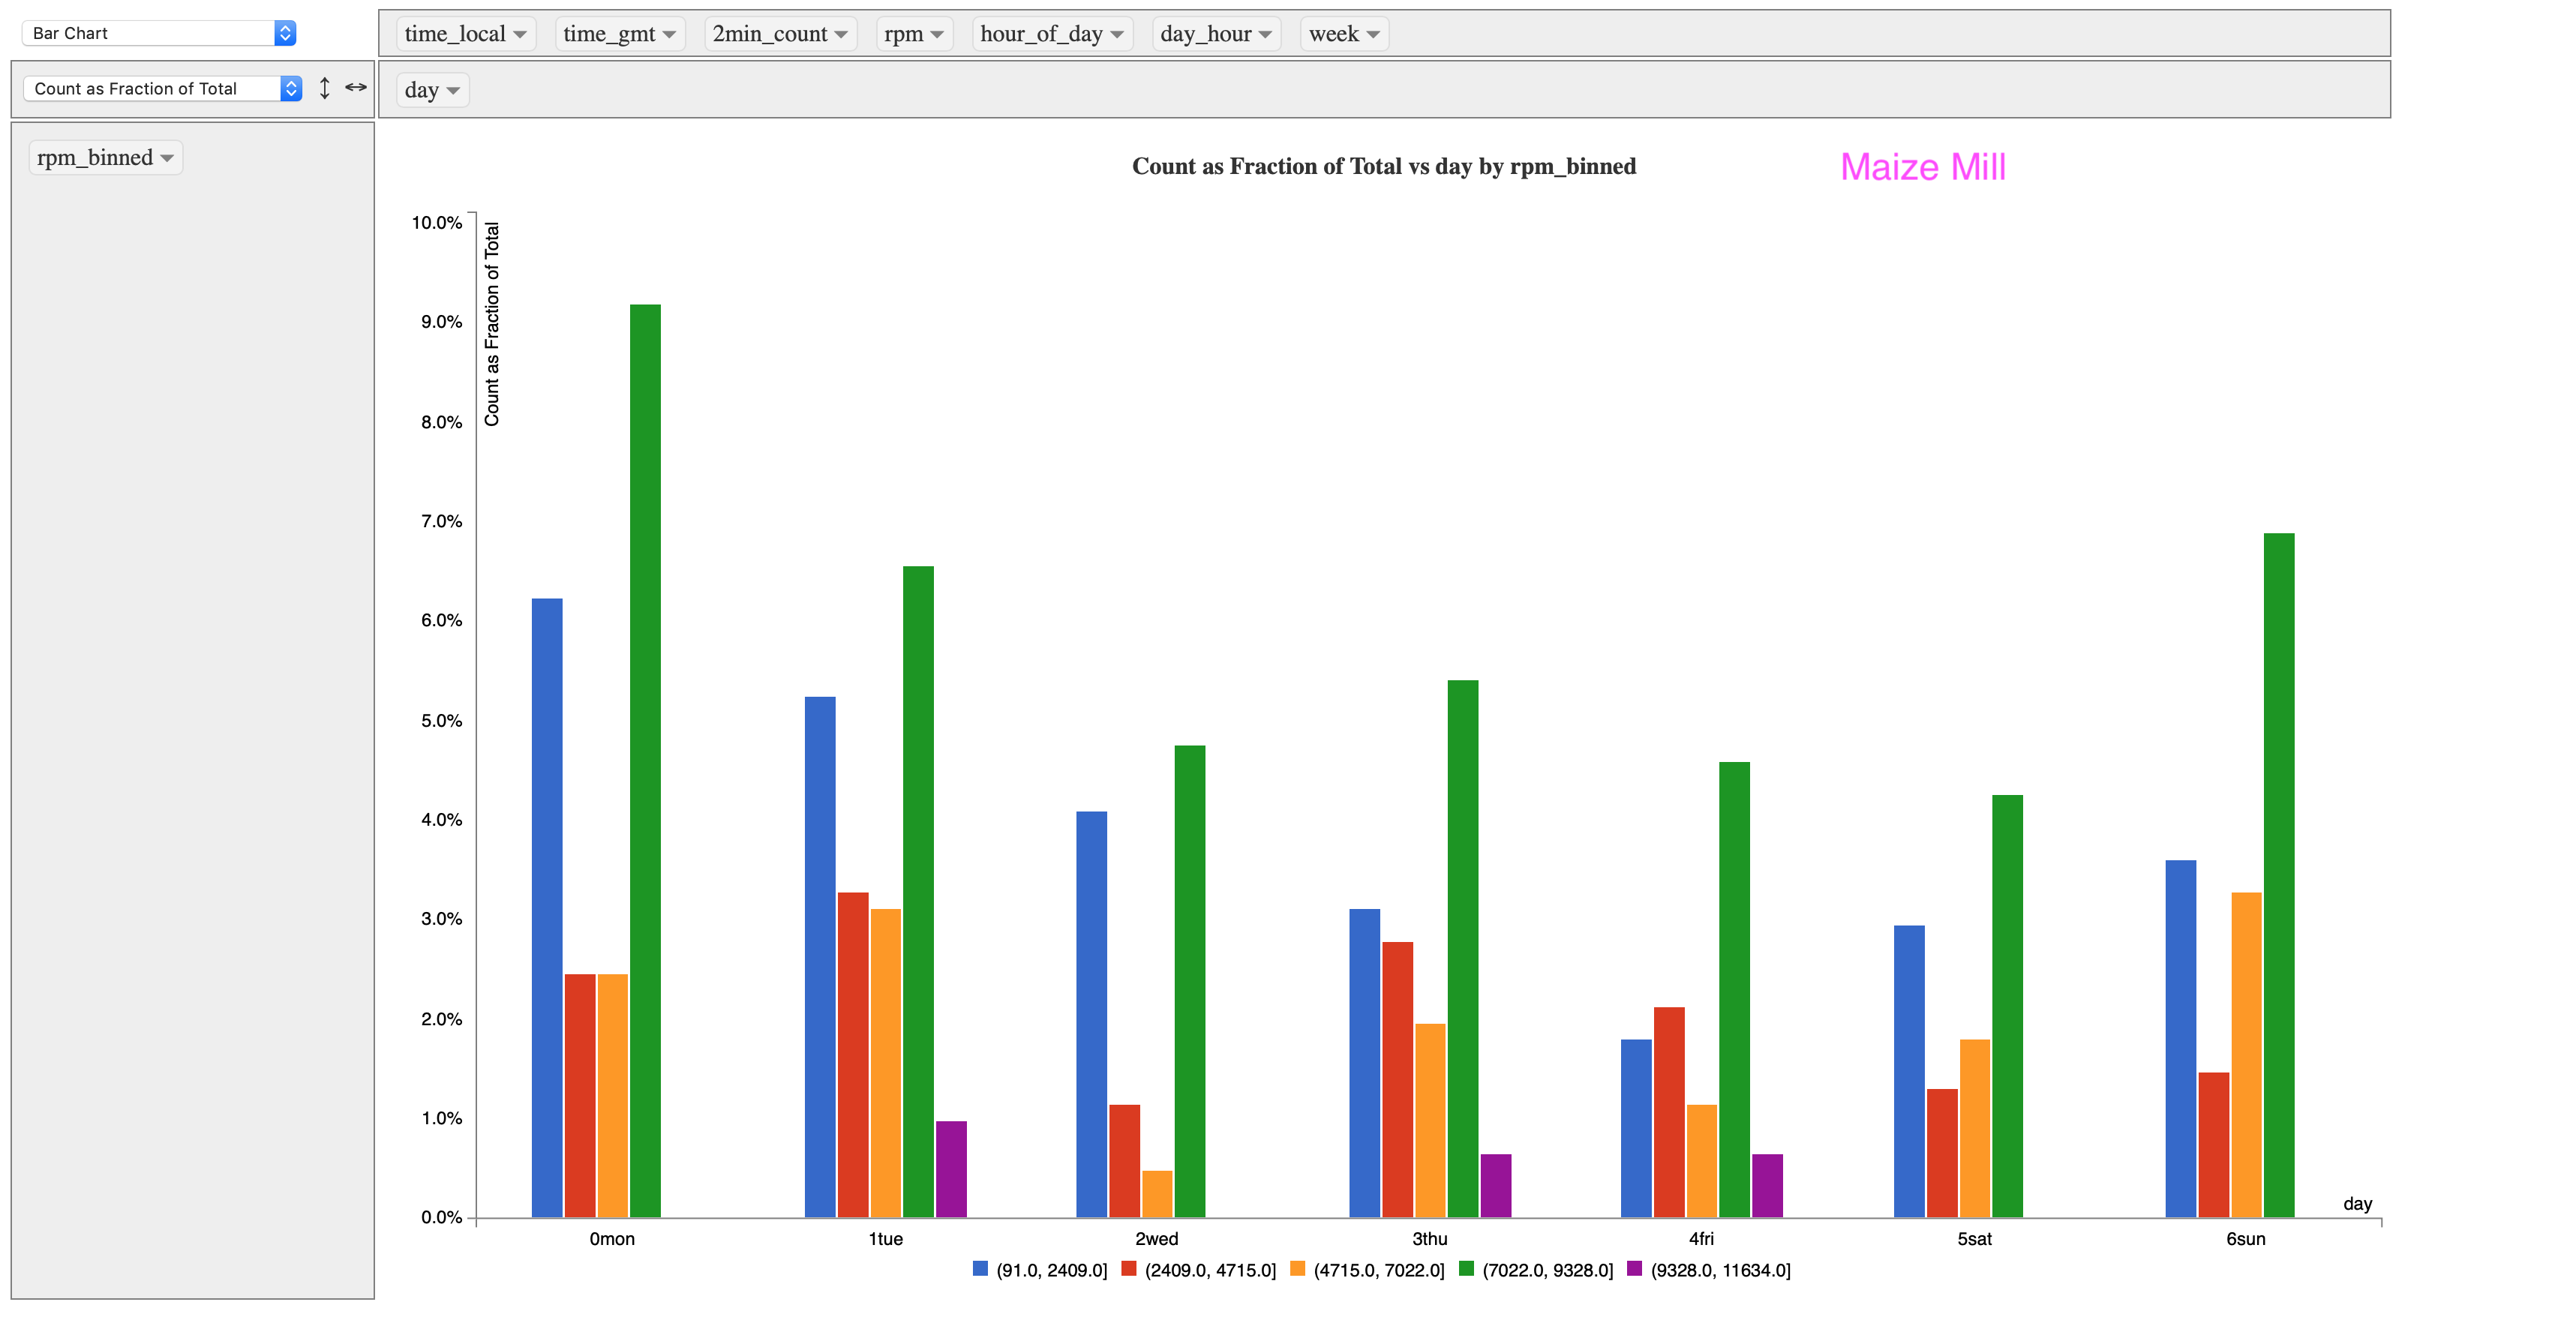 Bar Chart
time_local time_gmt 2min_count rpm hour_of_day day_hour week
Count as Fraction of Total ↕ ↔
day
rpm_binned
Count as Fraction of Total vs day by rpm_binned
Maize Mill
Count as Fraction of Total
10.0%
9.0%
8.0%
7.0%
6.0%
5.0%
4.0%
3.0%
2.0%
1.0%
0.0%
day
0mon 1tue 2wed 3thu 4fri 5sat 6sun
(91.0, 2409.0] (2409.0, 4715.0] (4715.0, 7022.0] (7022.0, 9328.0] (9328.0, 11634.0]